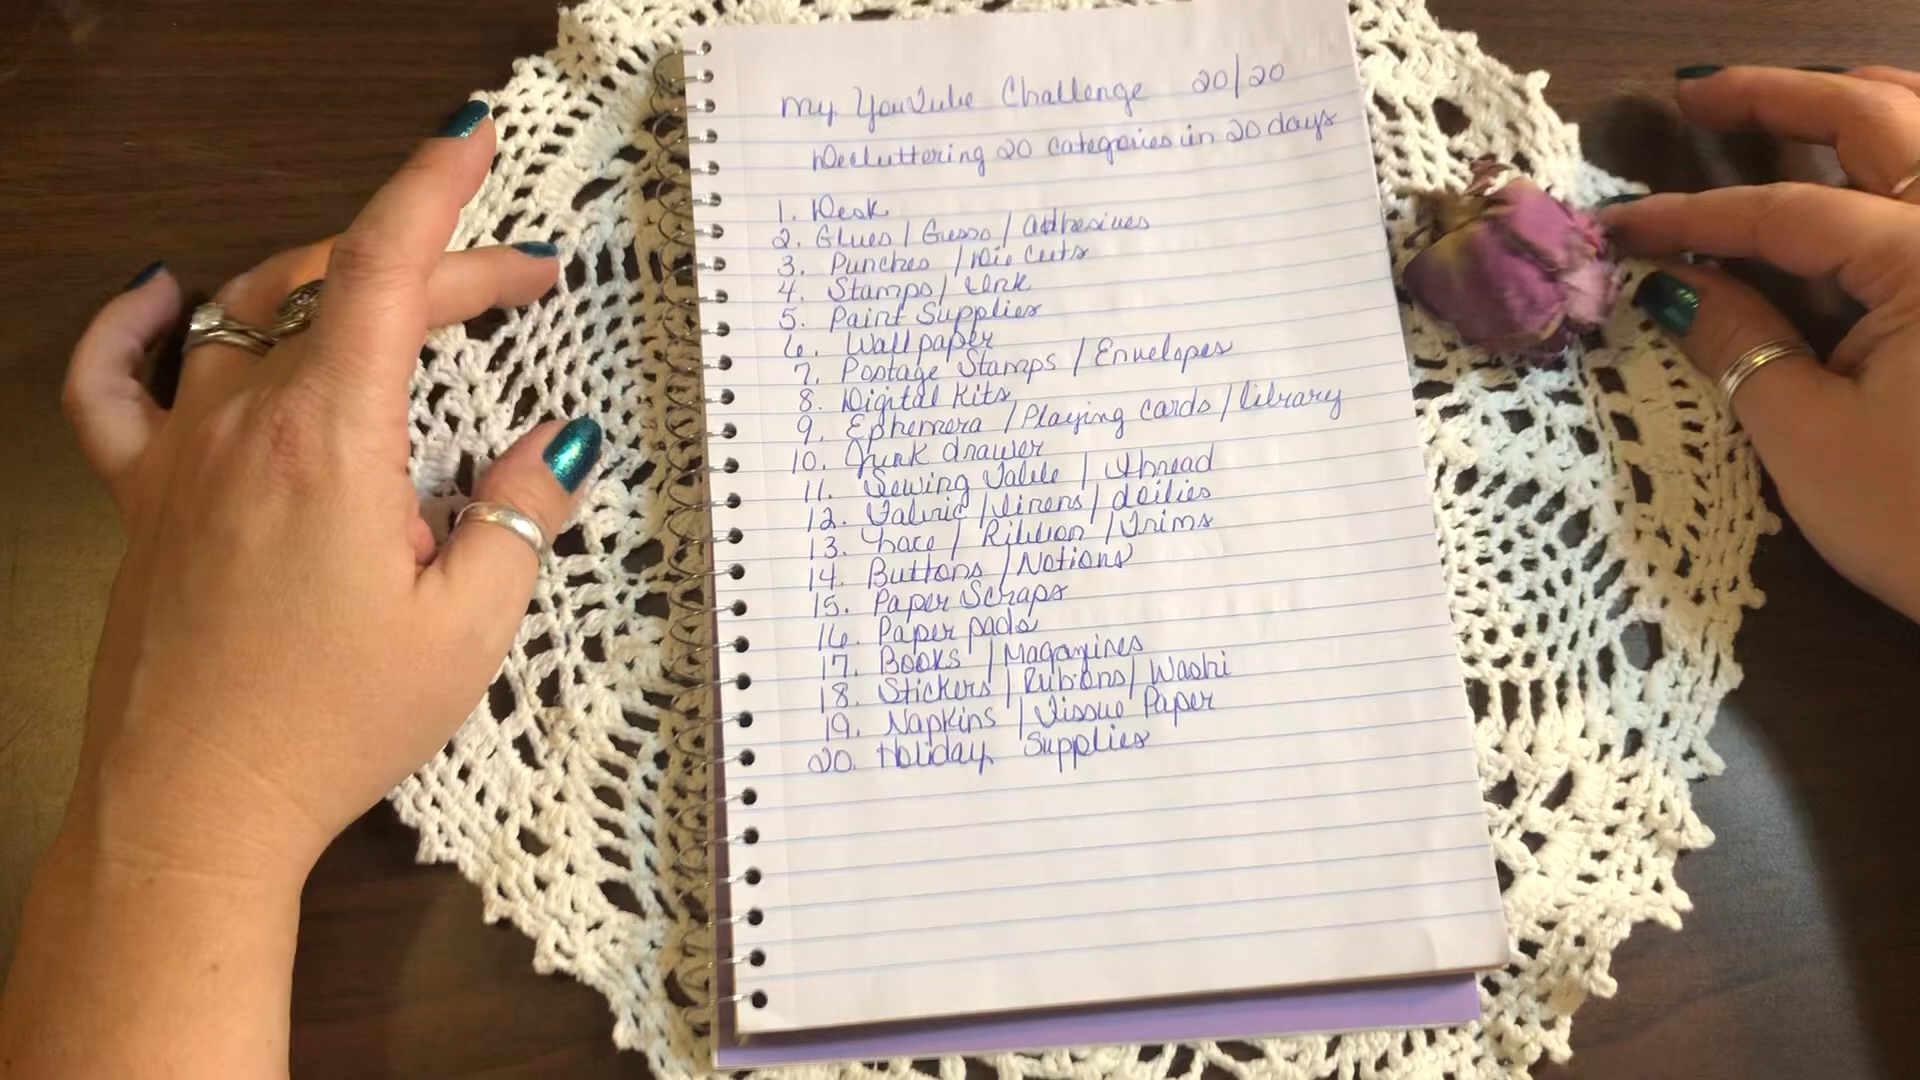 My YouTube Challenge 20/20
Decluttering 20 categories in 20 days
1. Desk
2. Glues / Gesso / Adhesives
3. Punches / Die Cuts
4. Stamps / Ink
5. Paint Supplies
6. Wallpaper
7. Postage Stamps / Envelopes
8. Digital Kits
9. Ephemera / Playing Cards / library
10. Junk drawer
11. Sewing Table / Thread
12. Fabric / linens / doilies
13. Lace / Ribbon / Trims
14. Buttons / Notions
15. Paper Scraps
16. Paper pads
17. Books / Magazines
18. Stickers / Rub-Ons / Washi
19. Napkins / Tissue Paper
20. Holiday Supplies